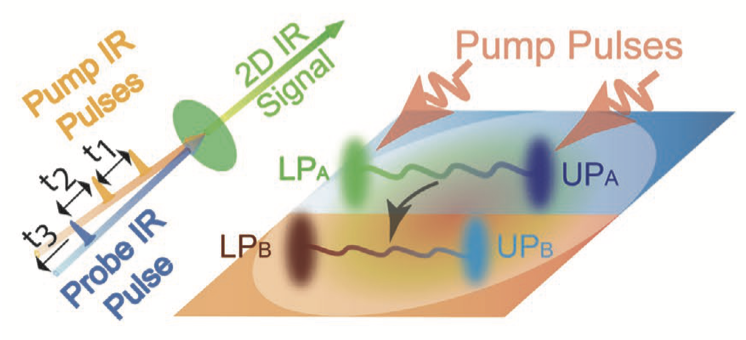 Pump IR
Pulses
2D IR
Signal
t1
t2
t3
Probe IR
Pulse
Pump Pulses
LPA
UPA
LPB
UPB